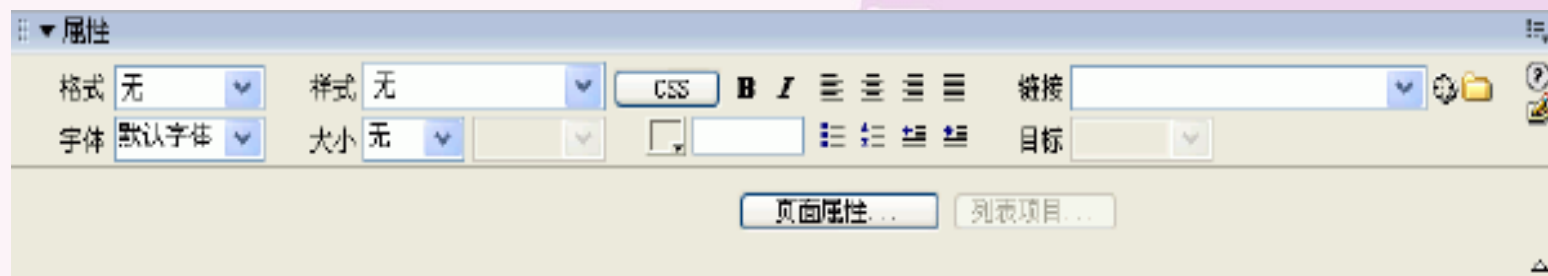 属性
格式 无 样式 无 CSS B I 链接
字体 默认字体 大小 无 目标
页面属性... 列表项目...